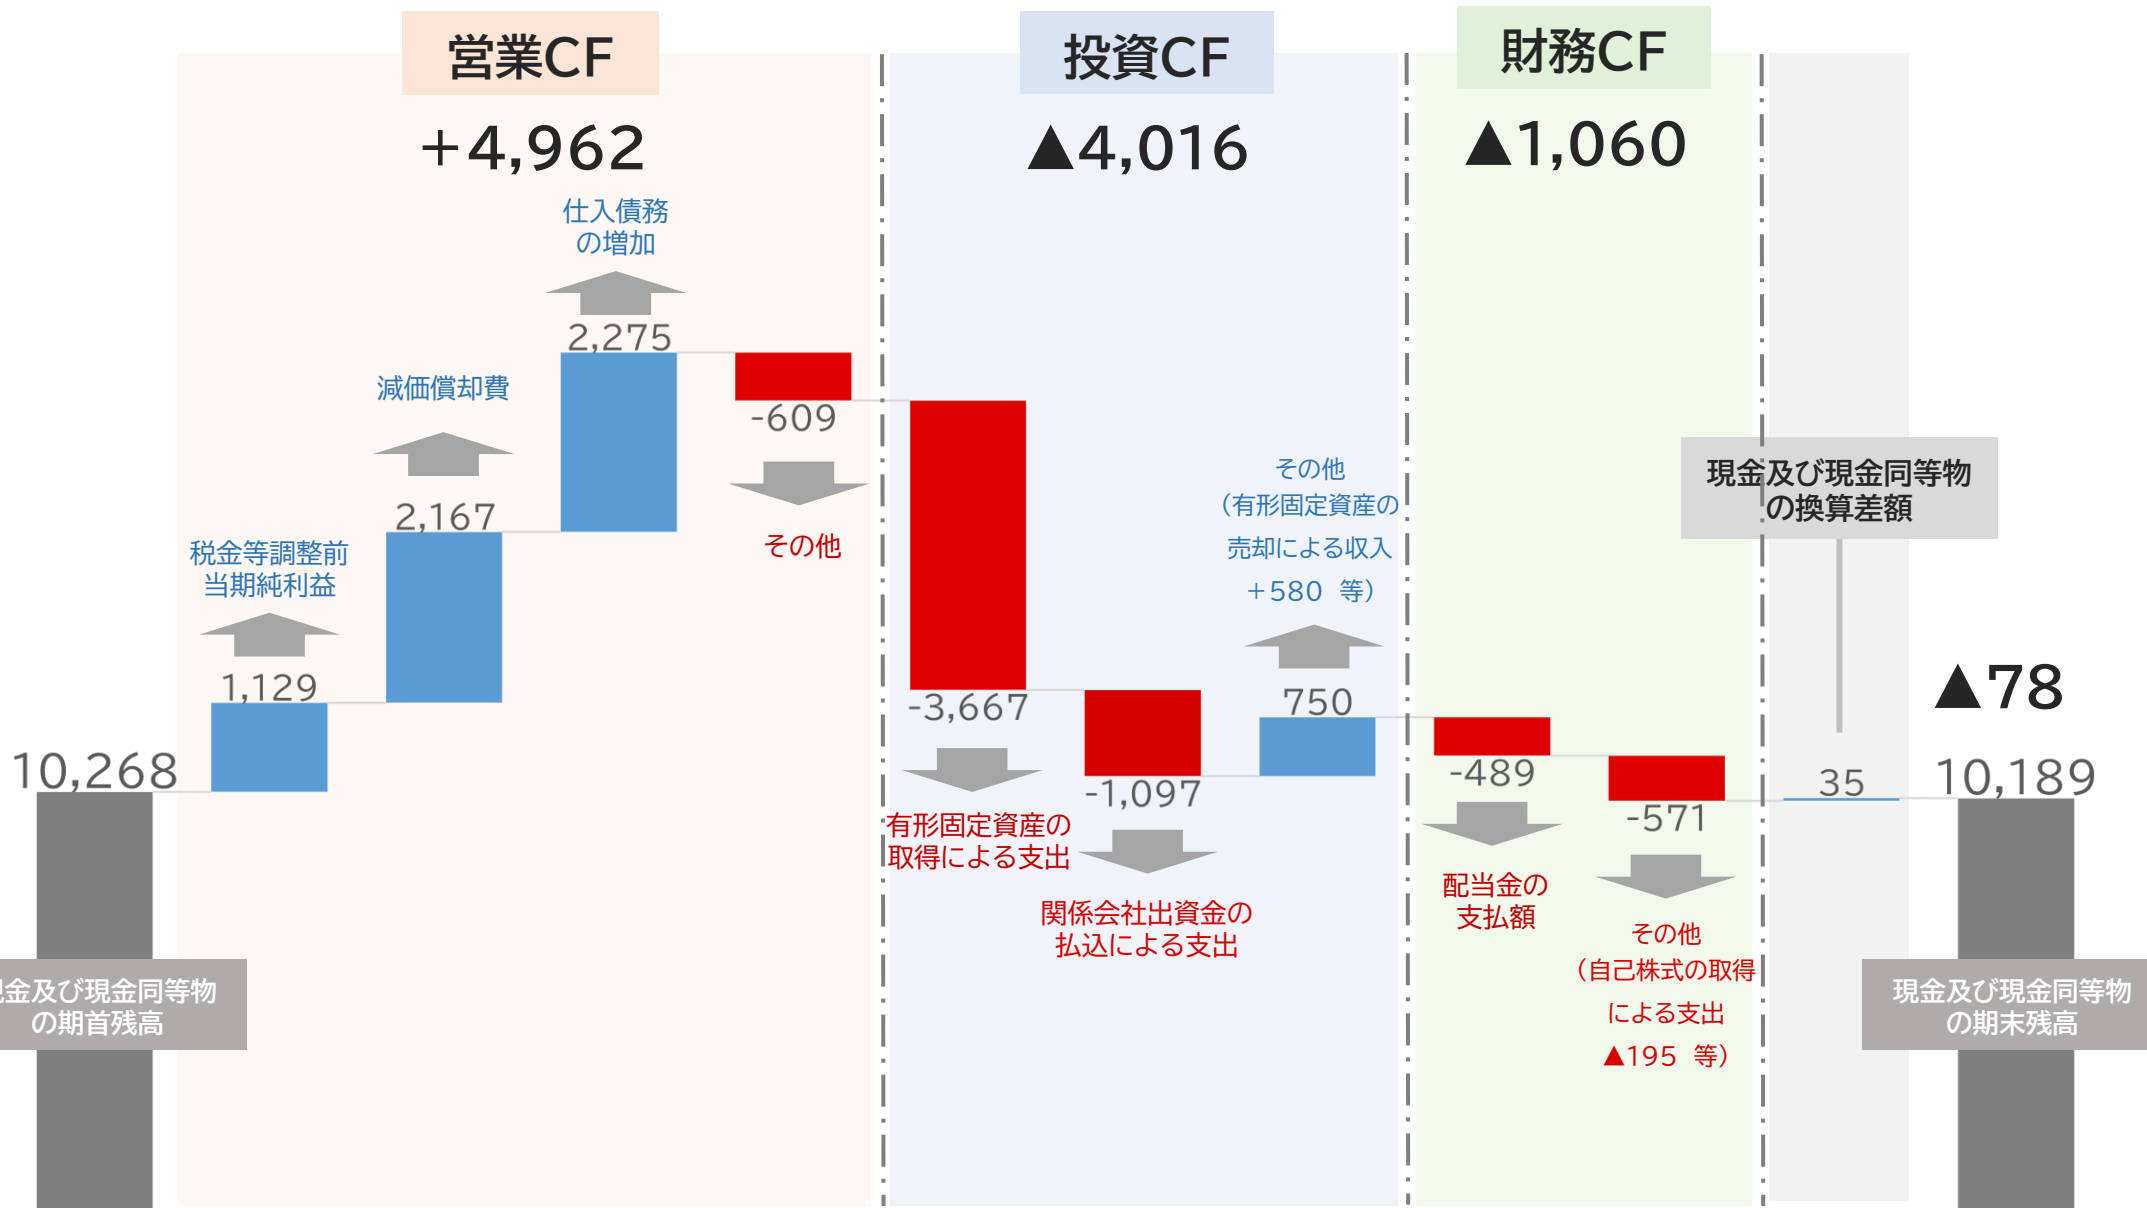 営業CF
+4,962
投資CF
▲4,016
財務CF
▲1,060
仕入債務
の増加
2,275
減価償却費
2,167
税金等調整前
当期純利益
1,129
10,268
金及び現金同等物
の期首残高
-609
その他
-3,667
有形固定資産の
取得による支出
-1,097
関係会社出資金の
払込による支出
その他
（有形固定資産の
売却による収入
+580 等）
750
-489
配当金の
支払額
-571
その他
（自己株式の取得
による支出
▲195 等）
現金及び現金同等物
の換算差額
35
▲78
10,189
現金及び現金同等物
の期末残高